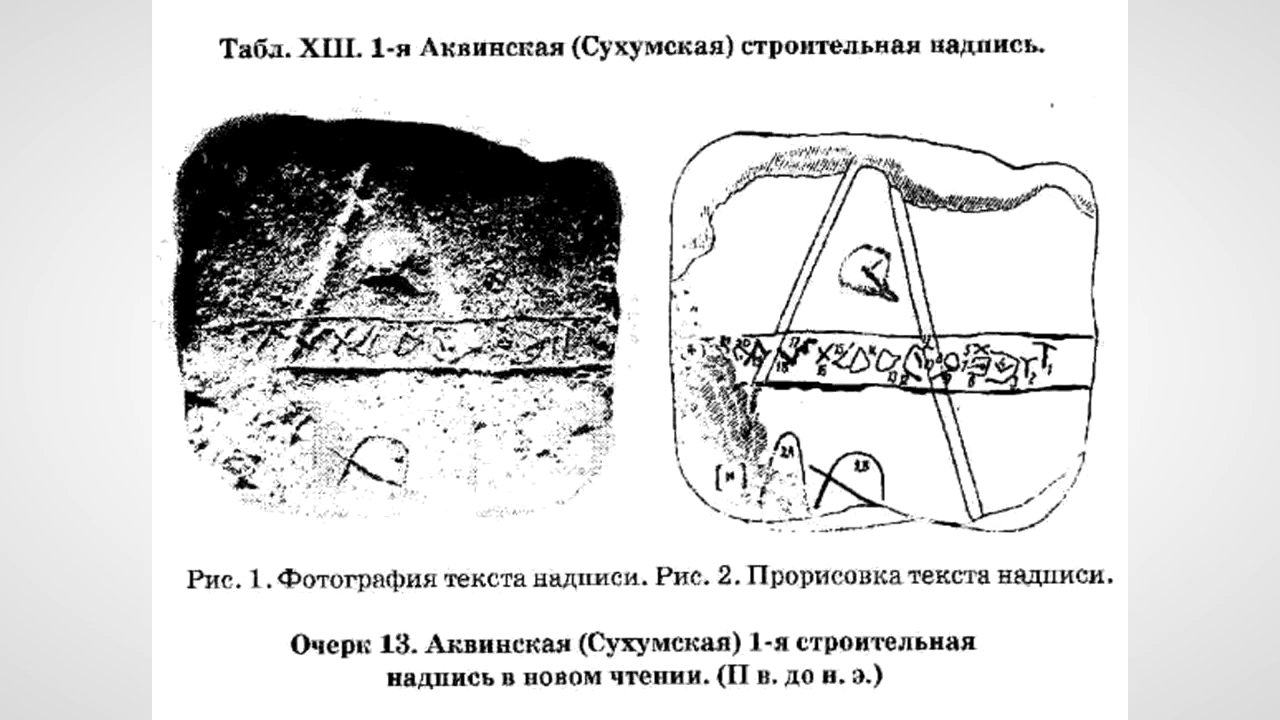 Табл. XIII. 1-я Аквинская (Сухумская) строительная надпись.
Рис. 1. Фотография текста надписи. Рис. 2. Прорисовка текста надписи.
Очерк 13. Аквинская (Сухумская) 1-я строительная
надпись в новом чтении. (II в. до н. э.)